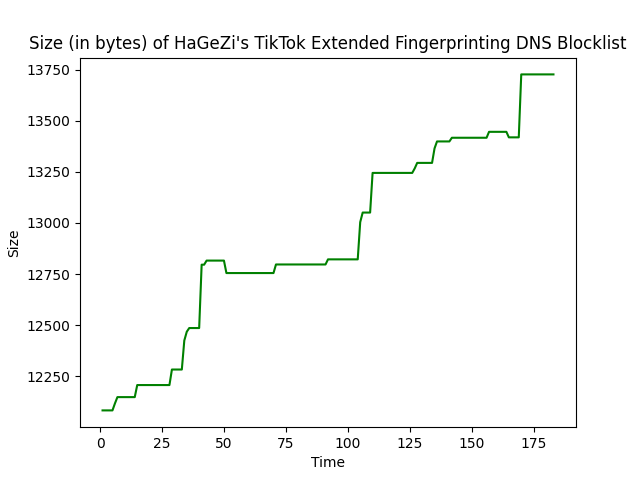 Size (in bytes) of HaGeZi's TikTok Extended Fingerprinting DNS Blocklist
13750
13500
13250
13000
12750
12500
12250
Size
0 25 50 75 100 125 150 175
Time